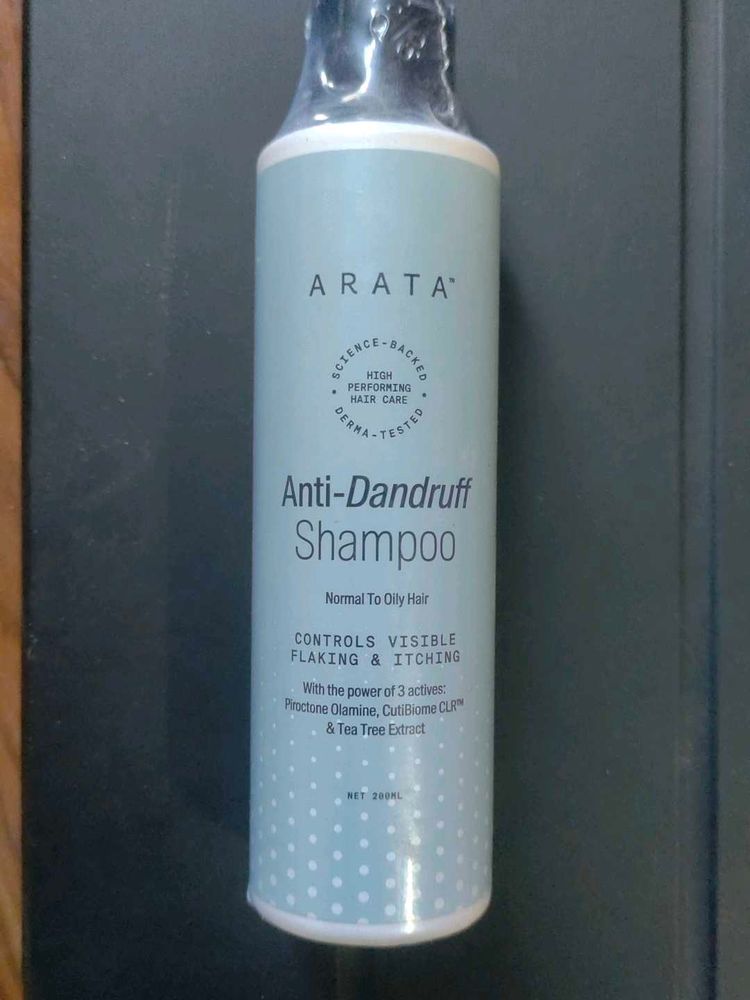 ARATA™
SCIENCE-BACKED
HIGH
PERFORMING
HAIR CARE
DERMA-TESTED
Anti-Dandruff
Shampoo
Normal To Oily Hair
CONTROLS VISIBLE
FLAKING & ITCHING
With the power of 3 actives:
Piroctone Olamine, CutiBiome CLR™
& Tea Tree Extract
NET 200ML